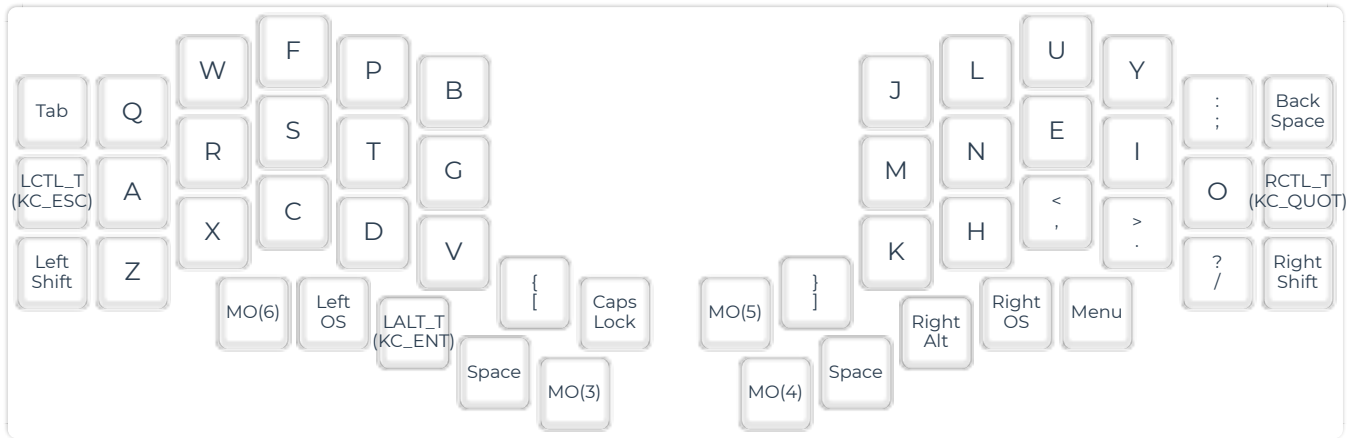 Tab
Q
W
F
P
B
J
L
U
Y
:
;
Back
Space
LCTL_T
(KC_ESC)
A
R
S
T
G
M
N
E
I
O
RCTL_T
(KC_QUOT)
Left
Shift
Z
X
C
D
V
K
H
<
,
>
.
?
/
Right
Shift
MO(6)
Left
OS
LALT_T
(KC_ENT)
{
[
Caps
Lock
MO(5)
}
]
Right
Alt
Right
OS
Menu
Space
MO(3)
MO(4)
Space